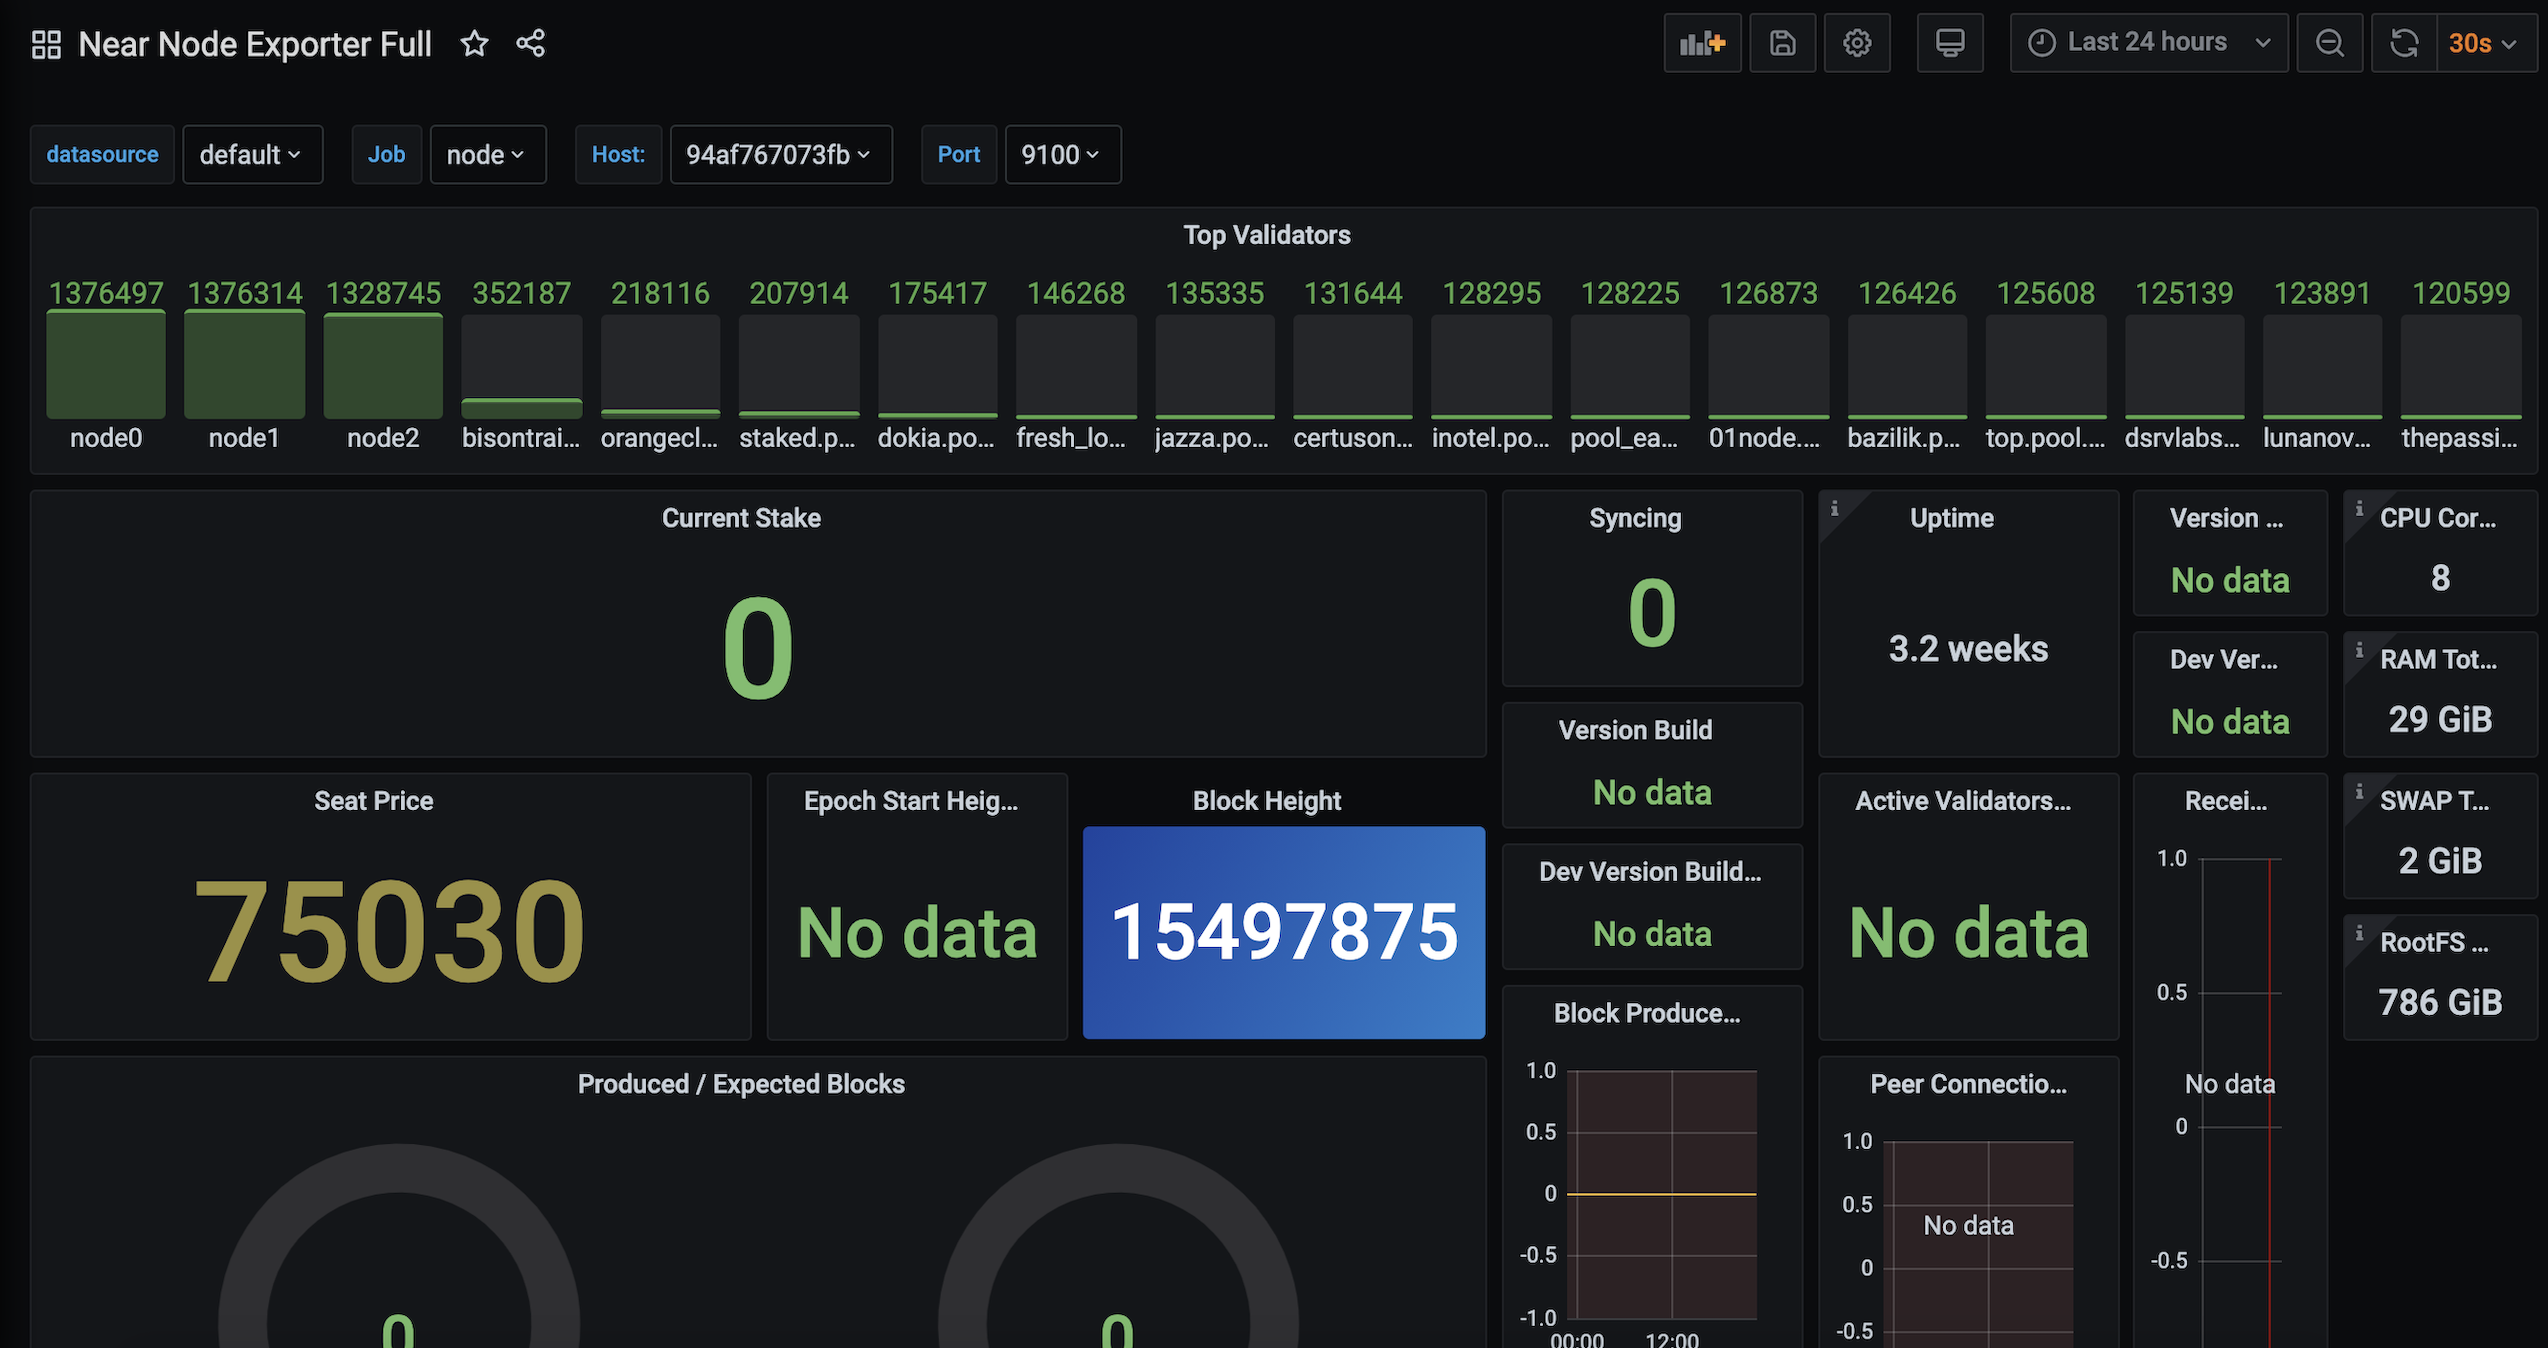 Near Node Exporter Full
Last 24 hours
30s
datasource default Job node Host: 94af767073fb Port 9100
Top Validators
1376497 1376314 1328745 352187 218116 207914 175417 146268 135335 131644 128295 128225 126873 126426 125608 125139 123891 120599
node0 node1 node2 bisontrai... orangecl... staked.p... dokia.po... fresh_lo... jazza.po... certuson... inotel.po... pool_ea... 01node.... bazilik.p... top.pool.... dsrvlabs... lunanov... thepassi...
Current Stake
0
Syncing
0
Uptime
3.2 weeks
Version ...
No data
CPU Cor...
8
Dev Ver...
No data
RAM Tot...
29 GiB
Version Build
No data
Seat Price
75030
Epoch Start Heig...
No data
Block Height
15497875
Dev Version Build...
No data
Active Validators...
No data
Recei...
1.0
0.5
No data
0
-0.5
SWAP T...
2 GiB
RootFS ...
786 GiB
Produced / Expected Blocks
0
0
Block Produce...
1.0
0.5
0
-0.5
-1.0
00:00 12:00
Peer Connectio...
1.0
0.5
No data
0
-0.5